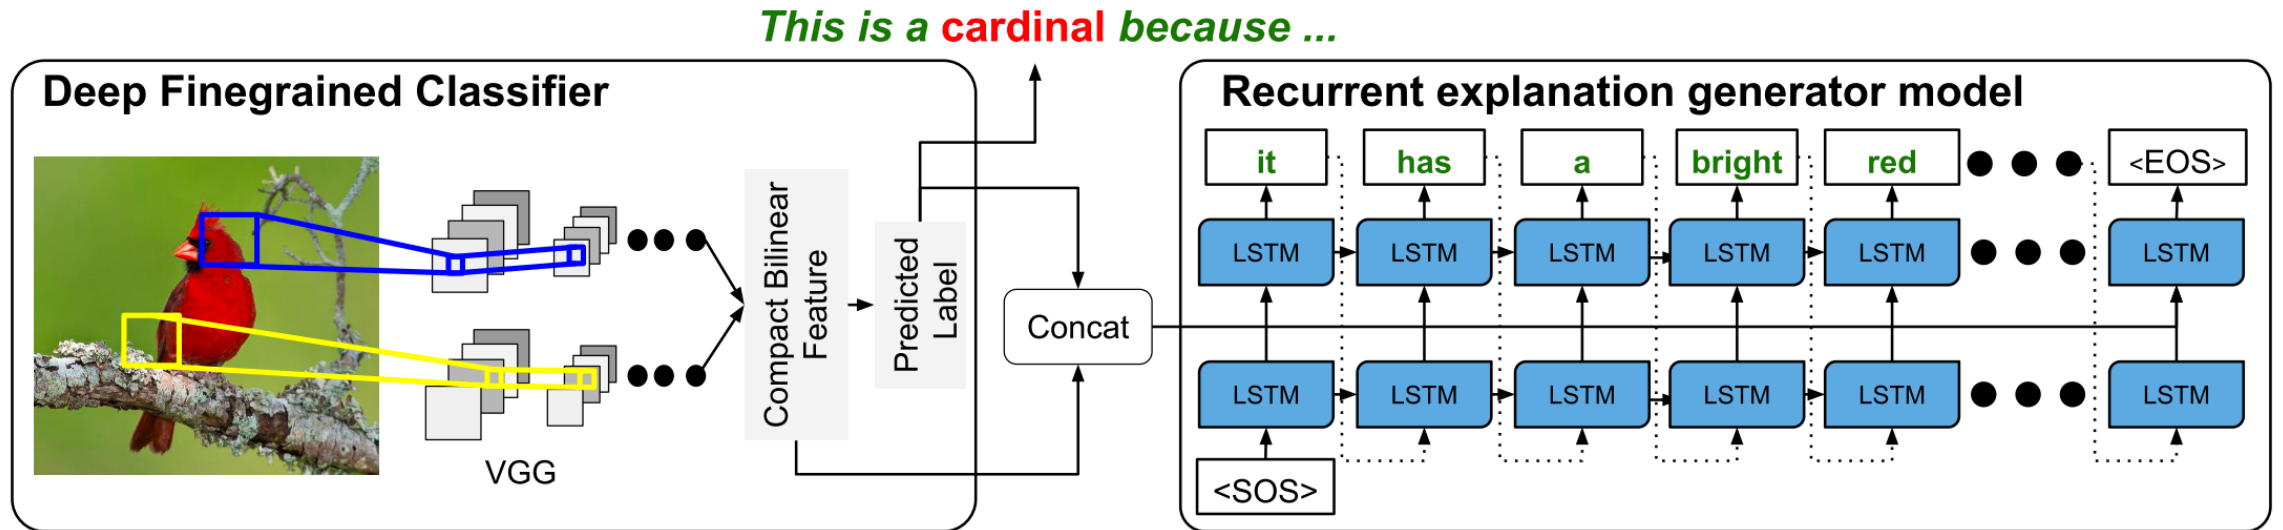 This is a cardinal because ...
Deep Finegrained Classifier
VGG
Compact Bilinear
Feature
Predicted
Label
Concat
Recurrent explanation generator model
it has a bright red <EOS>
LSTM LSTM LSTM LSTM LSTM LSTM
LSTM LSTM LSTM LSTM LSTM LSTM
<SOS>